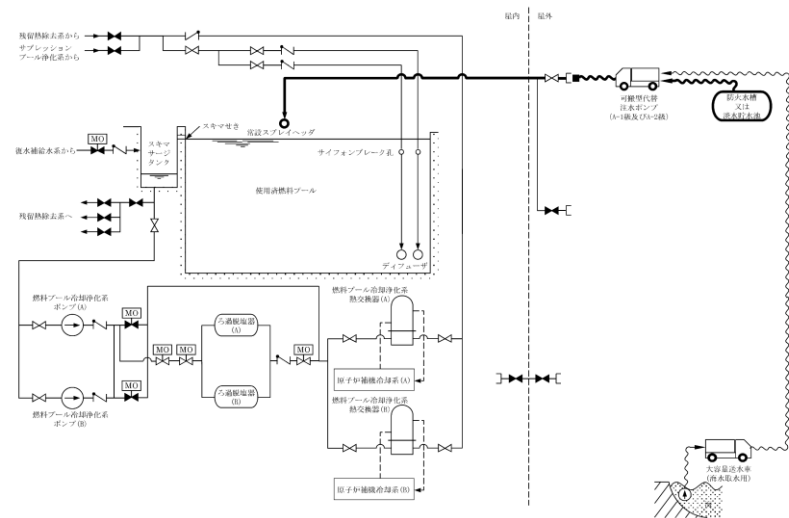 屋内
屋外
残留熱除去系から
サプレッション
プール浄化系から
可搬型代替
注水ポンプ
(A-1級及びA-2級)
防火水槽
又は
淡水貯水池
スキマせき
常設スプレイヘッダ
MO
スキマ
サージ
タンク
復水補給水系から
サイフォンブレーク孔
使用済燃料プール
残留熱除去系へ
ディフューザ
燃料プール冷却浄化系
ポンプ(A)
燃料プール冷却浄化系
熱交換器(A)
MO
ろ過脱塩器
(A)
MO
MO
MO
原子炉補機冷却系(A)
MO
ろ過脱塩器
(B)
燃料プール冷却浄化系
熱交換器(B)
燃料プール冷却浄化系
ポンプ(B)
大容量送水車
(海水取水用)
原子炉補機冷却系(B)